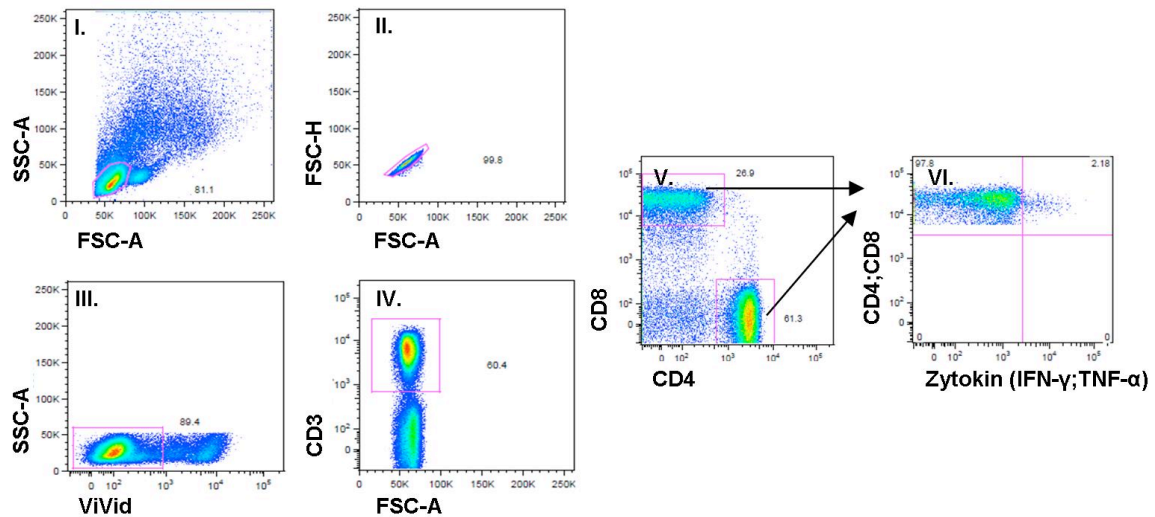 I.
SSC-A
250K
200K
150K
100K
50K
0
81.1
0 50K 100K 150K 200K 250K
FSC-A
II.
FSC-H
250K
200K
150K
100K
50K
0
99.8
0 50K 100K 150K 200K 250K
FSC-A
III.
SSC-A
250K
200K
150K
100K
50K
0
89.4
0 10² 10³ 10⁴ 10⁵
ViVid
IV.
CD3
10⁵
10⁴
10³
10²
0
60.4
0 50K 100K 150K 200K 250K
FSC-A
V.
26.9
CD8
10⁵
10⁴
10³
10²
0
61.3
0 10² 10³ 10⁴ 10⁵
CD4
97.8
VI.
2.18
CD4;CD8
10⁵
10⁴
10³
10²
0
0
0
0 10² 10³ 10⁴ 10⁵
Zytokin (IFN-γ;TNF-α)